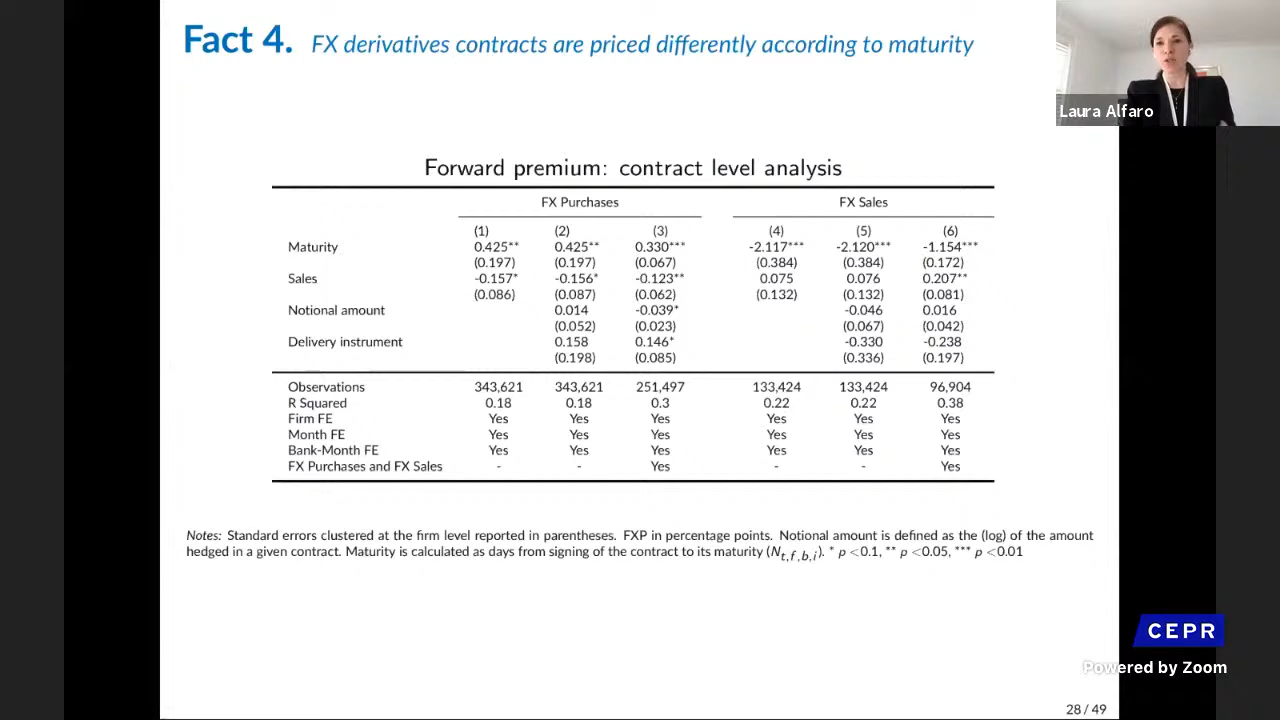 Fact 4. FX derivatives contracts are priced differently according to maturity
Laura Alfaro
Forward premium: contract level analysis
FX Purchases FX Sales
(1) (2) (3) (4) (5) (6)
Maturity 0.425** 0.425** 0.330*** -2.117*** -2.120*** -1.154***
(0.197) (0.197) (0.067) (0.384) (0.384) (0.172)
Sales -0.157* -0.156* -0.123** 0.075 0.076 0.207**
(0.086) (0.087) (0.062) (0.132) (0.132) (0.081)
Notional amount 0.014 -0.039* -0.046 0.016
(0.052) (0.023) (0.067) (0.042)
Delivery instrument 0.158 0.146* -0.330 -0.238
(0.198) (0.085) (0.336) (0.197)
Observations 343,621 343,621 251,497 133,424 133,424 96,904
R Squared 0.18 0.18 0.3 0.22 0.22 0.38
Firm FE Yes Yes Yes Yes Yes Yes
Month FE Yes Yes Yes Yes Yes Yes
Bank-Month FE Yes Yes Yes Yes Yes Yes
FX Purchases and FX Sales - - Yes - - Yes
Notes: Standard errors clustered at the firm level reported in parentheses. FXP in percentage points. Notional amount is defined as the (log) of the amount
hedged in a given contract. Maturity is calculated as days from signing of the contract to its maturity (N_{t,f,b,i}). * p <0.1, ** p <0.05, *** p <0.01
CEPR
Powered by Zoom
28 / 49